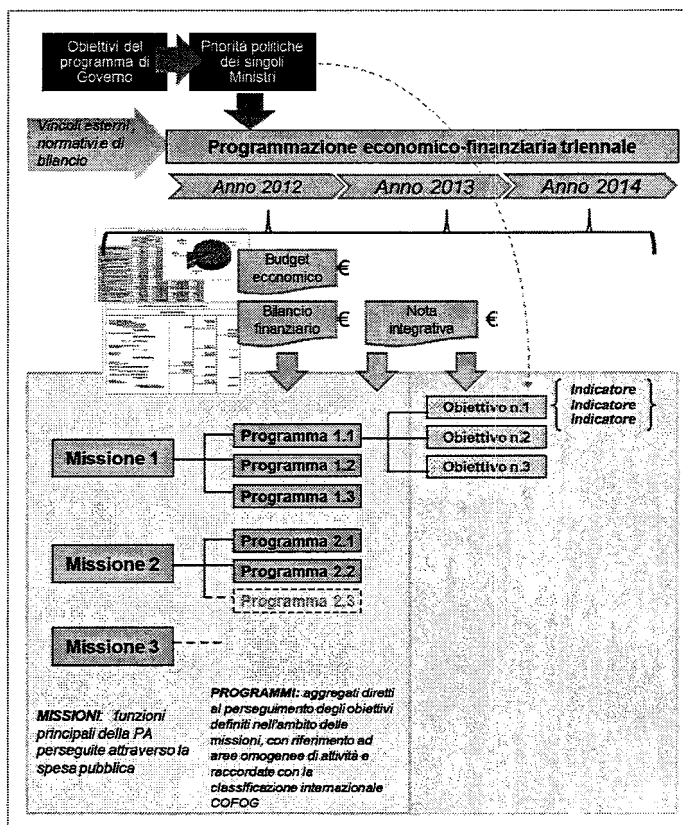 Obiettivi del
programma di
Governo
Priorità politiche
dei singoli
Ministri
Vincoli esterni,
normativi e di
bilancio
Programmazione economico-finanziaria triennale
Anno 2012
Anno 2013
Anno 2014
Budget
economico
€
Bilancio
finanziario
€
Nota
integrativa
€
Missione 1
Programma 1.1
Programma 1.2
Programma 1.3
Obiettivo n.1
Obiettivo n.2
Obiettivo n.3
Indicatore
Indicatore
Indicatore
Missione 2
Programma 2.1
Programma 2.2
Programma 2.3
Missione 3
MISSIONI: funzioni
principali della PA
perseguite attraverso la
spesa pubblica
PROGRAMMI: aggregati diretti
al perseguimento degli obiettivi
definiti nell'ambito delle
missioni, con riferimento ad
aree omogenee di attività e
raccordate con la
classificazione internazionale
COFOG